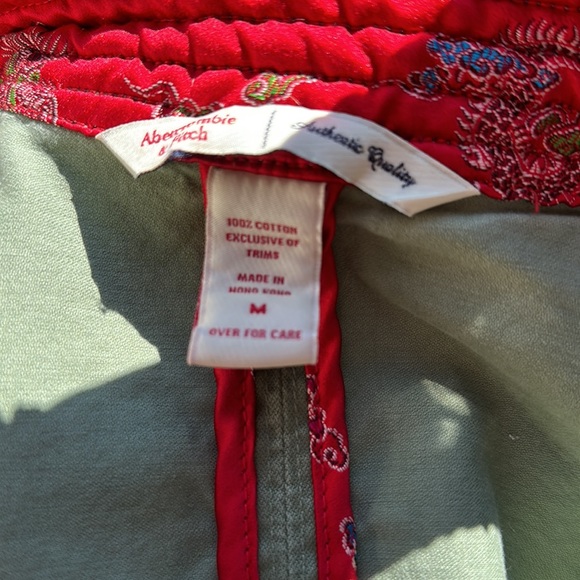 Abercrombie
& Fitch
Authentic Quality
100% COTTON
EXCLUSIVE OF
TRIMS
MADE IN
HONG KONG
M
OVER FOR CARE